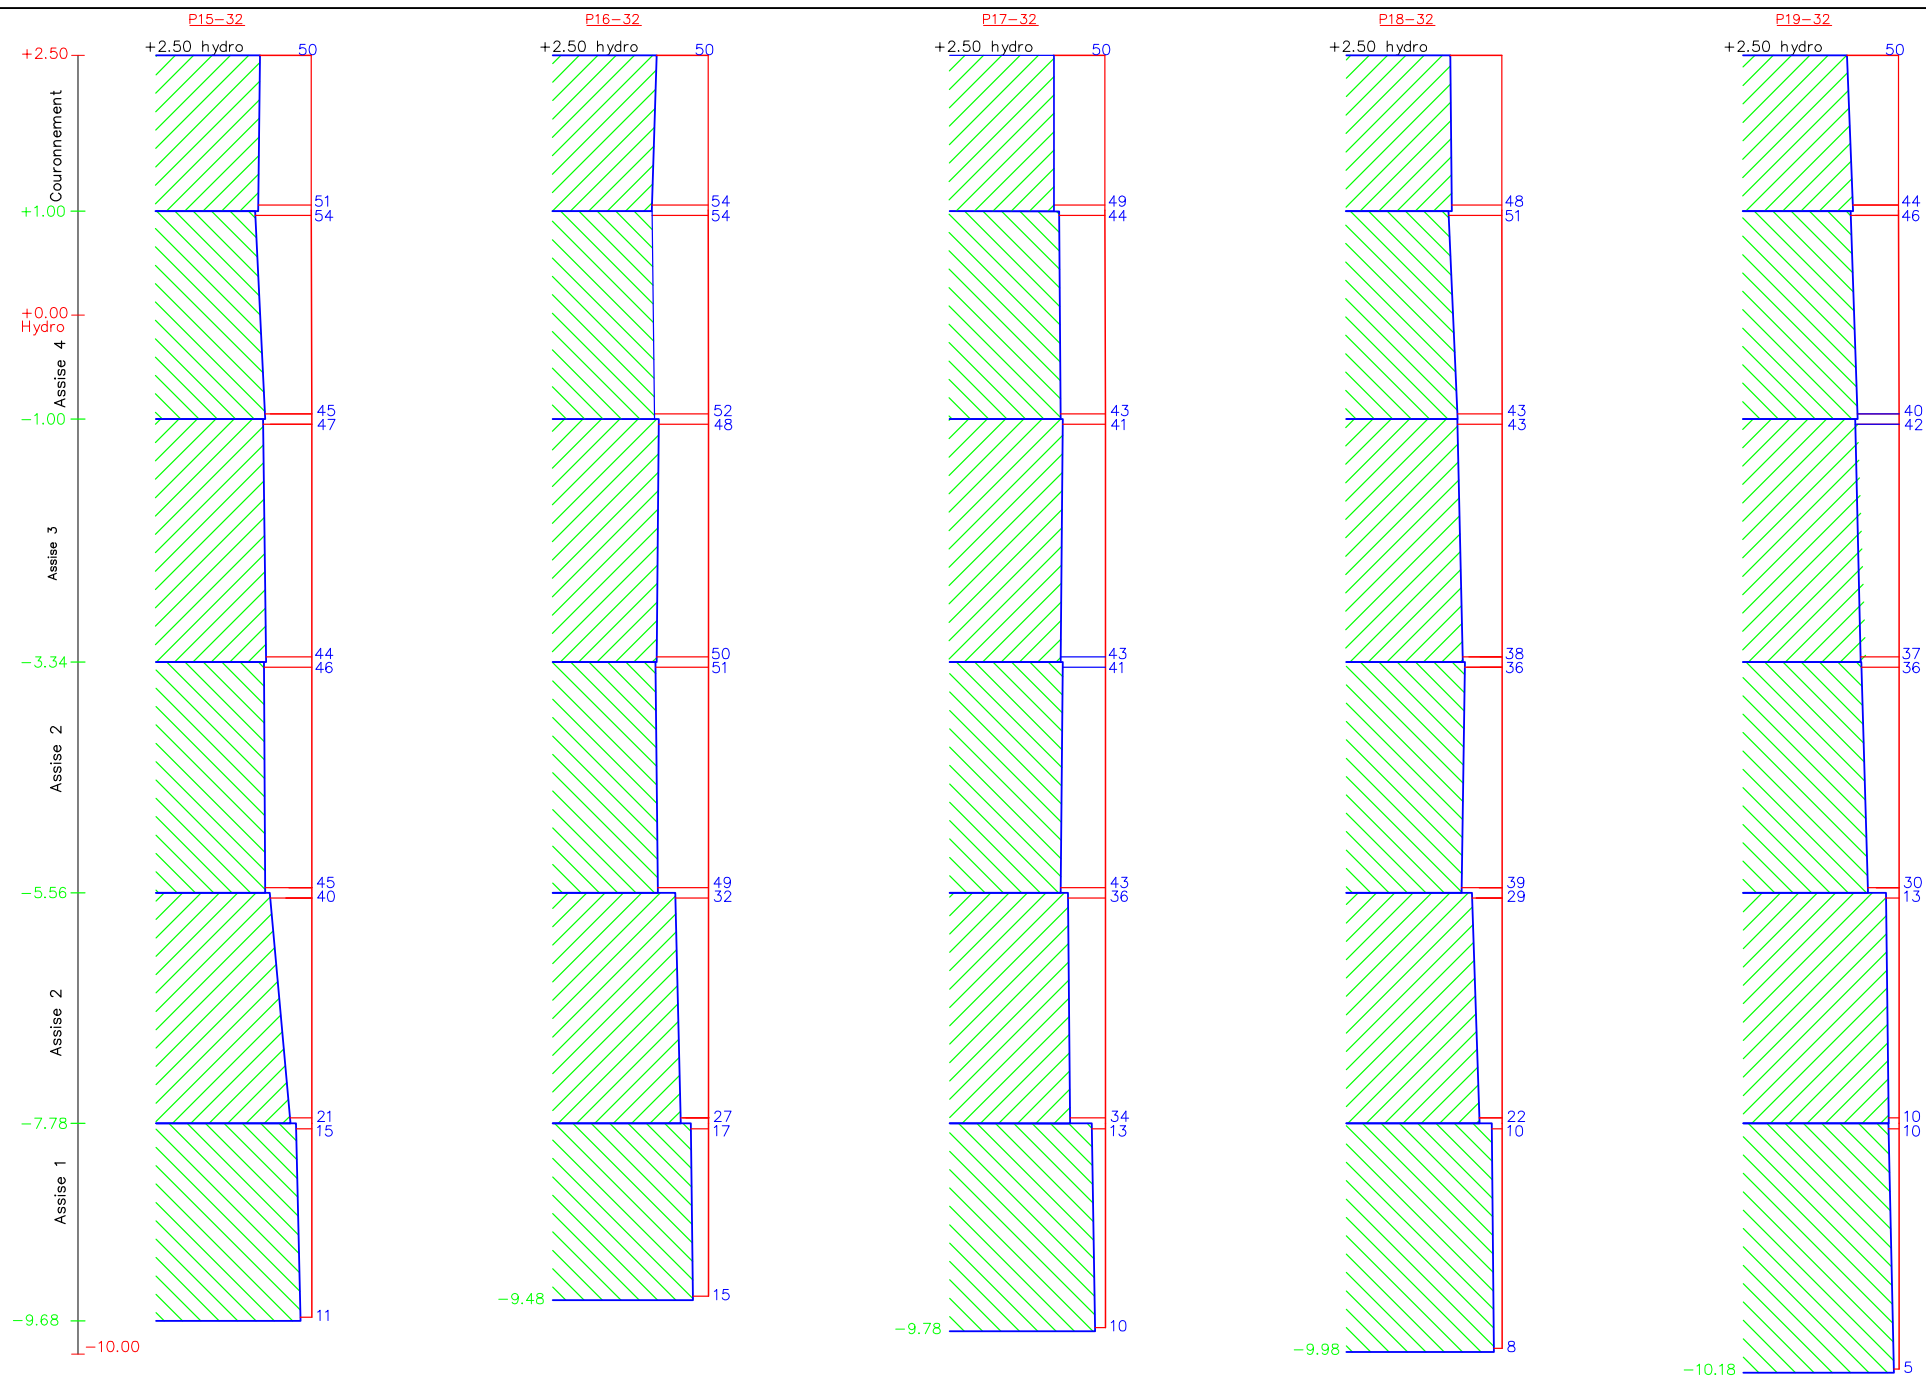 P15-32 P16-32 P17-32 P18-32 P19-32
+2.50 +2.50 hydro 50 +2.50 hydro 50 +2.50 hydro 50 +2.50 hydro +2.50 hydro 50
Couronnement
51 54 49 48 44
+1.00 54 54 44 51 46
+0.00
Hydro
Assise 4
45 52 43 43 40
-1.00 47 48 41 43 42
Assise 3
44 50 43 38 37
-3.34 46 51 41 36 36
Assise 2
45 49 43 39 30
-5.56 40 32 36 29 13
Assise 2
21 27 34 22 10
-7.78 15 17 13 10 10
Assise 1
-9.48 15
-9.68 11 -9.78 10
-10.00 -9.98 8
-10.18 5